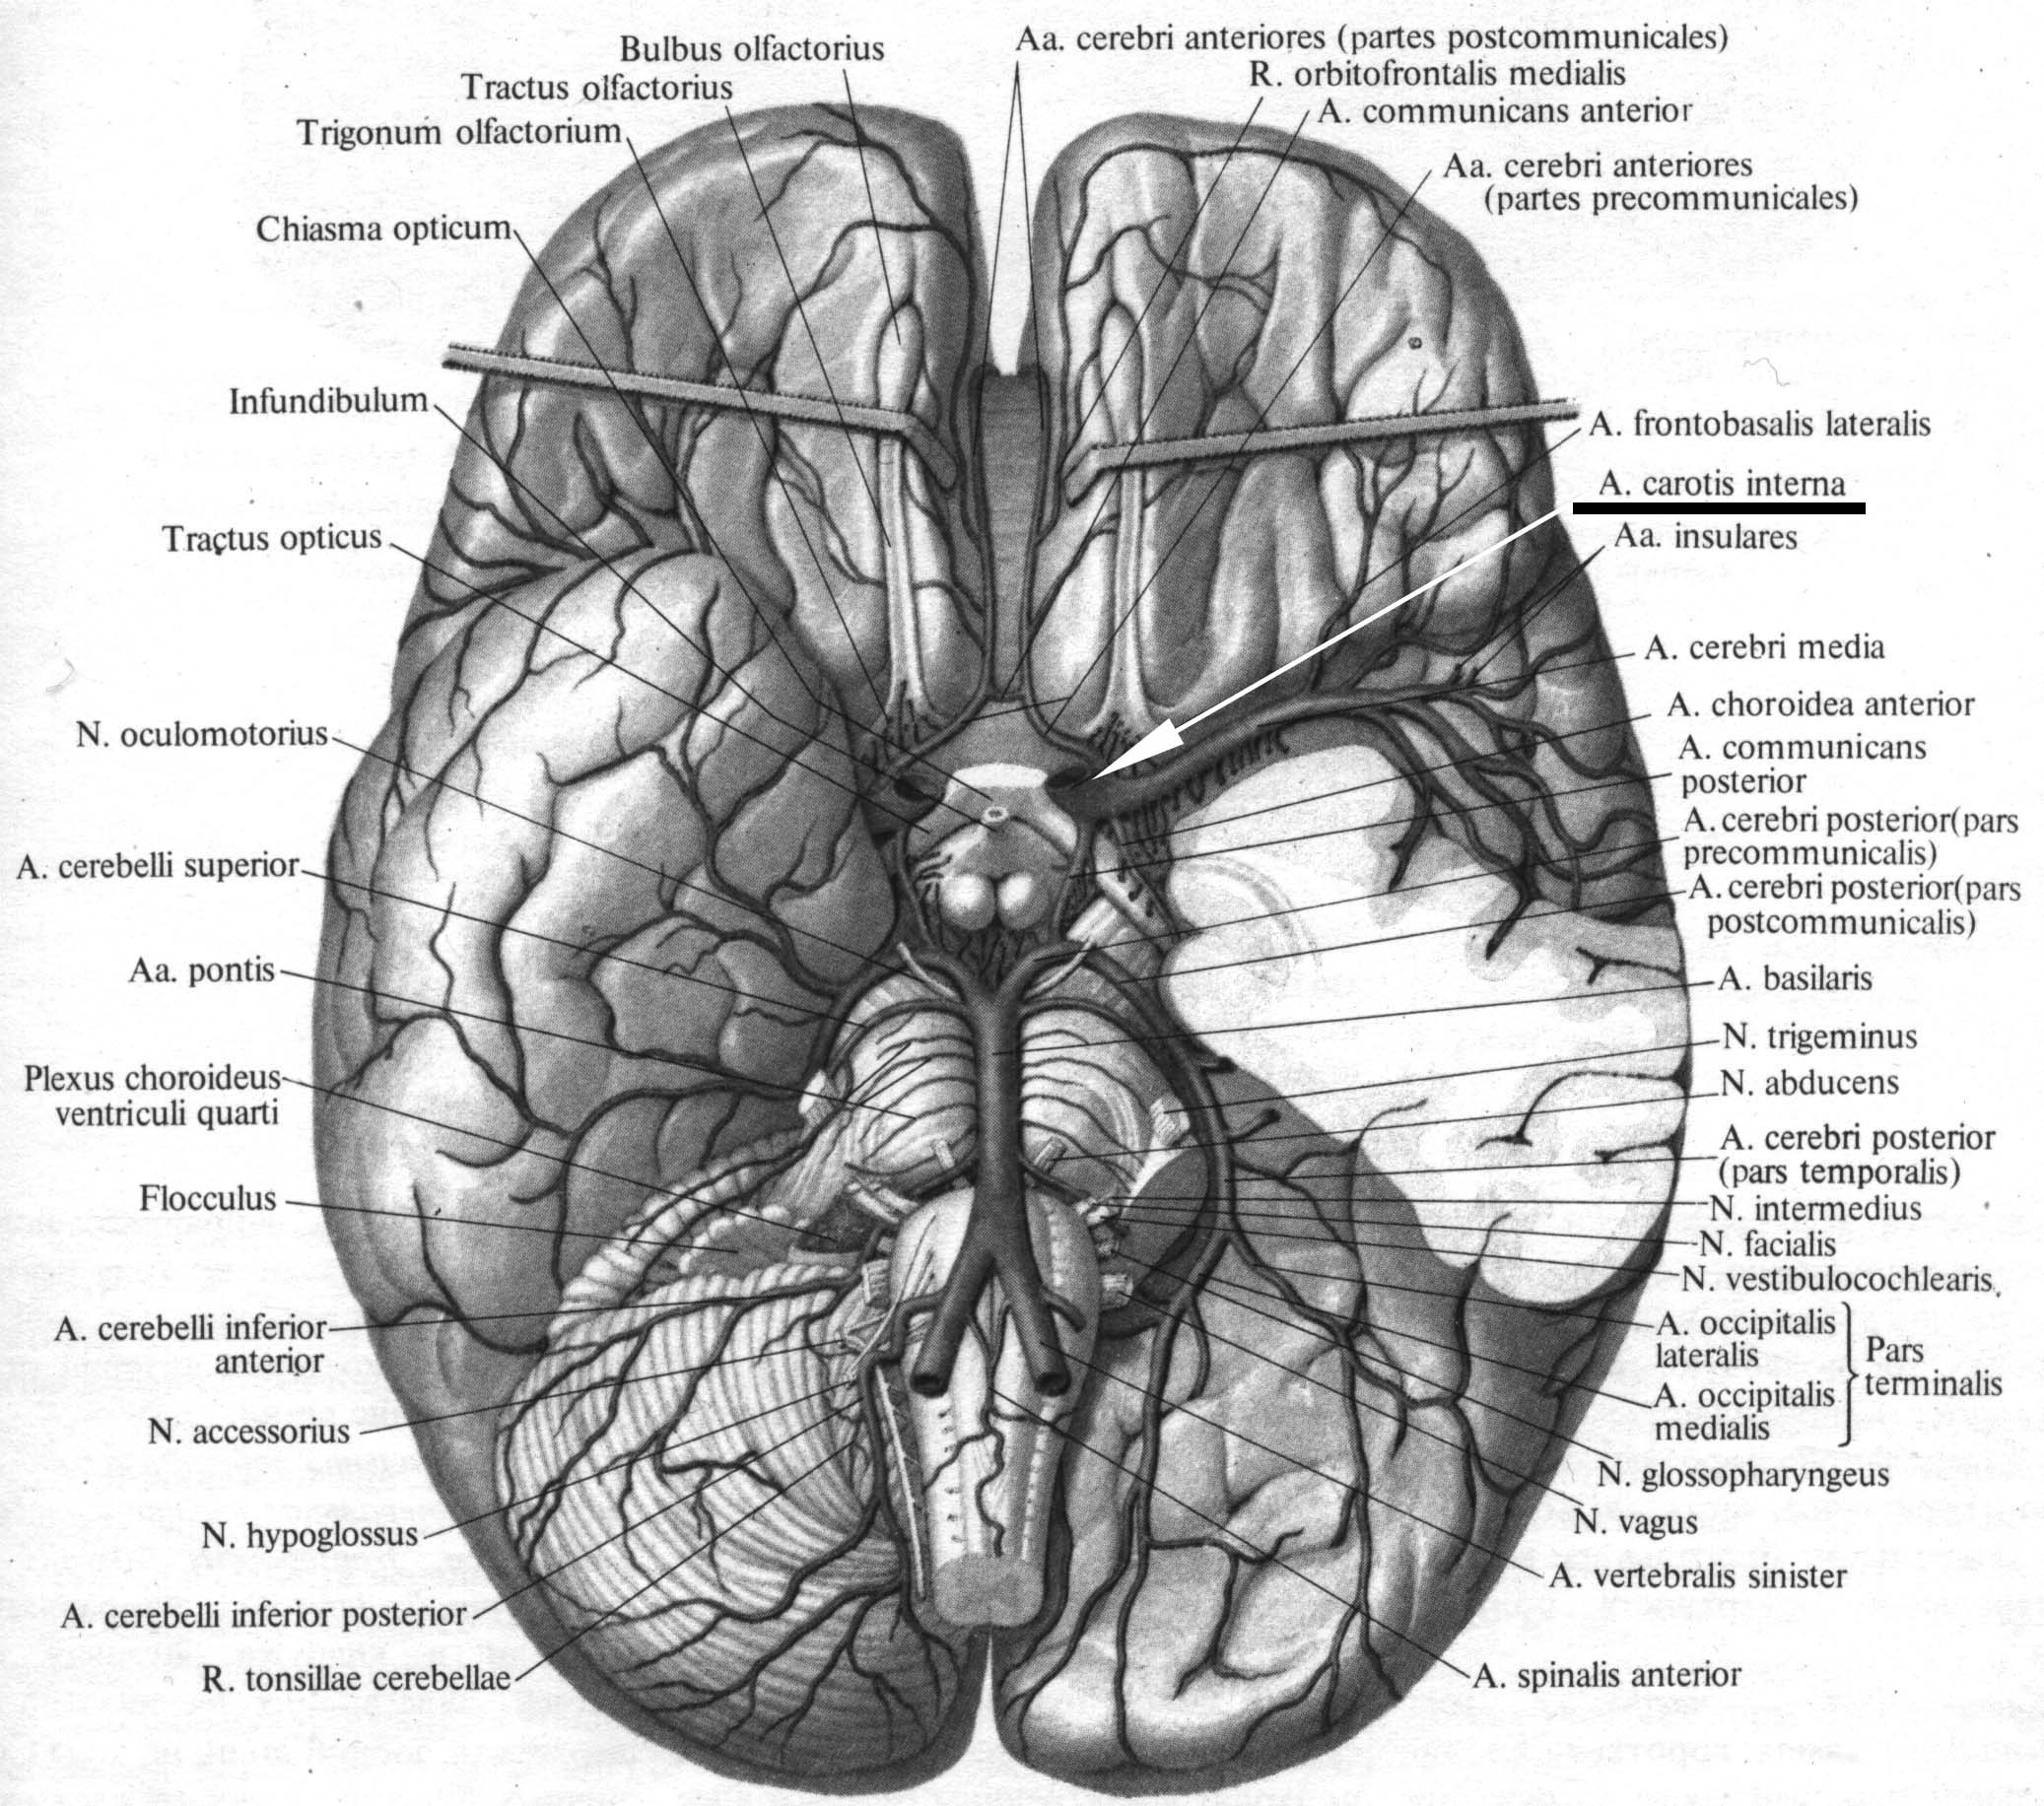 Bulbus olfactorius
Tractus olfactorius
Trigonum olfactorium
Chiasma opticum
Infundibulum
Tractus opticus
N. oculomotorius
A. cerebelli superior
Aa. pontis
Plexus choroideus
ventriculi quarti
Flocculus
A. cerebelli inferior
anterior
N. accessorius
N. hypoglossus
A. cerebelli inferior posterior
R. tonsillae cerebellae
Aa. cerebri anteriores (partes postcommunicales)
R. orbitofrontalis medialis
A. communicans anterior
Aa. cerebri anteriores
(partes precommunicales)
A. frontobasalis lateralis
A. carotis interna
Aa. insulares
A. cerebri media
A. choroidea anterior
A. communicans
posterior
A. cerebri posterior(pars
precommunicalis)
A. cerebri posterior(pars
postcommunicalis)
A. basilaris
N. trigeminus
N. abducens
A. cerebri posterior
(pars temporalis)
N. intermedius
N. facialis
N. vestibulocochlearis
A. occipitalis
lateralis
A. occipitalis
medialis
Pars
terminalis
N. glossopharyngeus
N. vagus
A. vertebralis sinister
A. spinalis anterior